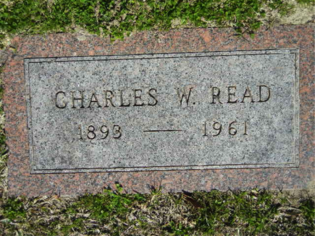 CHARLES W. READ
1893 — 1961